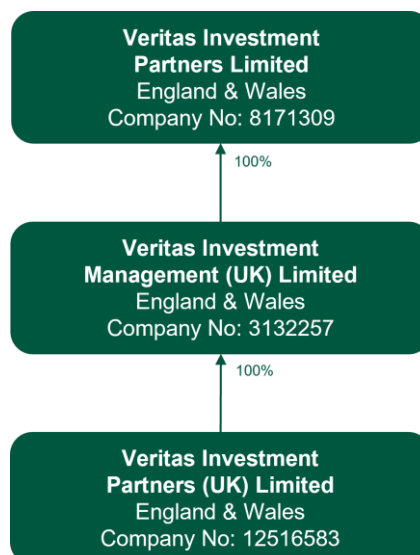 Veritas Investment
Partners Limited
England & Wales
Company No: 8171309
100%
Veritas Investment
Management (UK) Limited
England & Wales
Company No: 3132257
100%
Veritas Investment
Partners (UK) Limited
England & Wales
Company No: 12516583